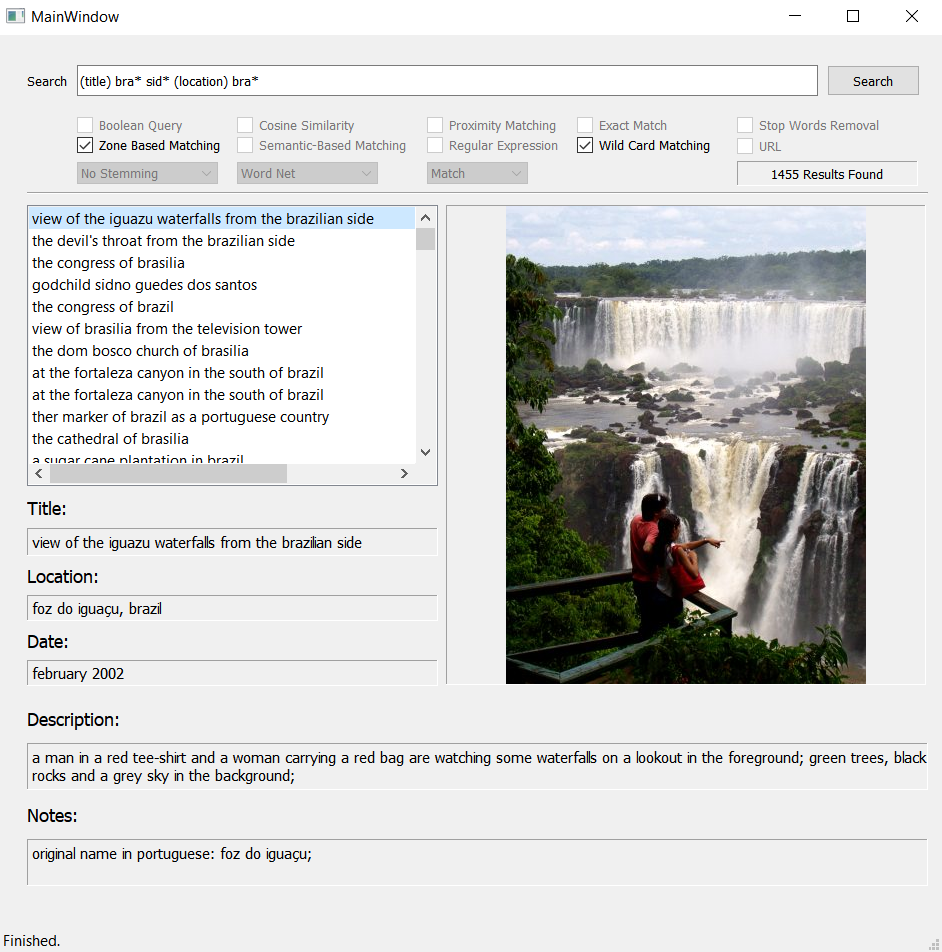 MainWindow
Search (title) bra* sid* (location) bra* Search
Boolean Query Cosine Similarity Proximity Matching Exact Match Stop Words Removal
Zone Based Matching Semantic-Based Matching Regular Expression Wild Card Matching URL
No Stemming Word Net Match 1455 Results Found
view of the iguazu waterfalls from the brazilian side
the devil's throat from the brazilian side
the congress of brasilia
godchild sidno guedes dos santos
the congress of brazil
view of brasilia from the television tower
the dom bosco church of brasilia
at the fortaleza canyon in the south of brazil
at the fortaleza canyon in the south of brazil
ther marker of brazil as a portuguese country
the cathedral of brasilia
a sugar cane plantation in brazil
Title:
view of the iguazu waterfalls from the brazilian side
Location:
foz do iguaçu, brazil
Date:
february 2002
Description:
a man in a red tee-shirt and a woman carrying a red bag are watching some waterfalls on a lookout in the foreground; green trees, black
rocks and a grey sky in the background;
Notes:
original name in portuguese: foz do iguaçu;
Finished.